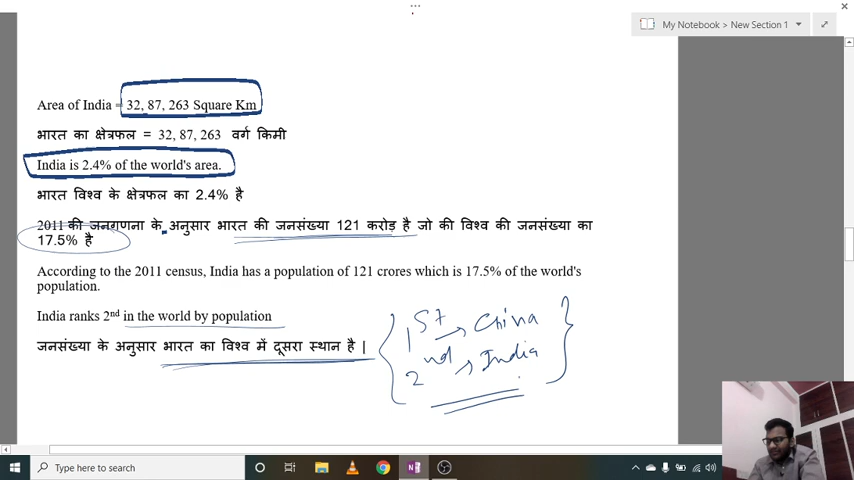 My Notebook > New Section 1
Area of India = 32, 87, 263 Square Km
भारत का क्षेत्रफल = 32, 87, 263 वर्ग किमी
India is 2.4% of the world's area.
भारत विश्व के क्षेत्रफल का 2.4% है
2011 की जनगणना के अनुसार भारत की जनसंख्या 121 करोड़ है जो की विश्व की जनसंख्या का
17.5% है
According to the 2011 census, India has a population of 121 crores which is 17.5% of the world's
population.
India ranks 2nd in the world by population
जनसंख्या के अनुसार भारत का विश्व में दूसरा स्थान है |
1st → China
2nd → India
Type here to search